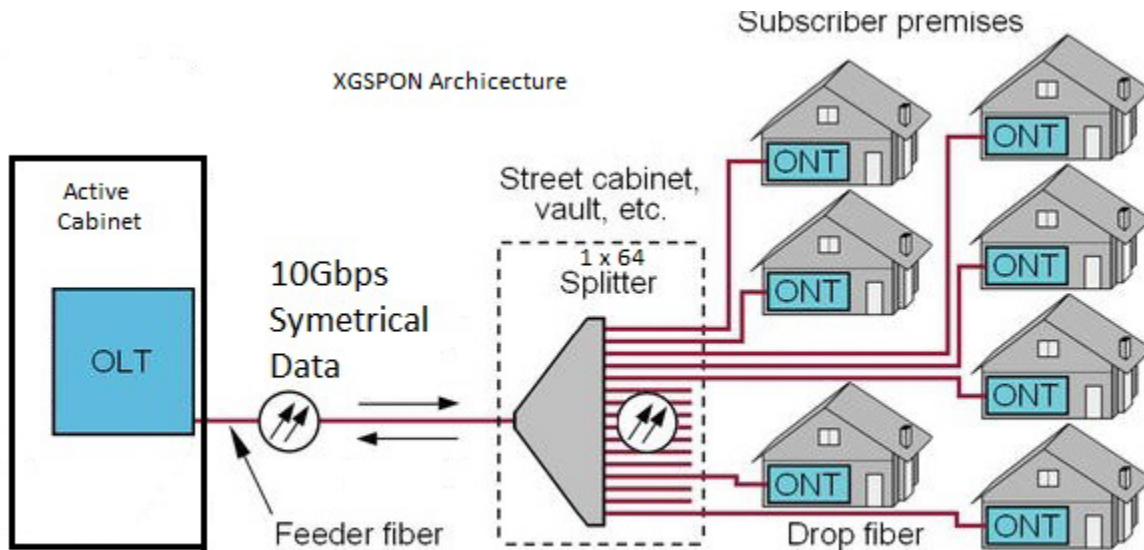 Subscriber premises
XGSPON Archicecture
Active
Cabinet
OLT
10Gbps
Symetrical
Data
Feeder fiber
Street cabinet,
vault, etc.
1 x 64
Splitter
ONT
ONT
ONT
ONT
ONT
ONT
ONT
Drop fiber